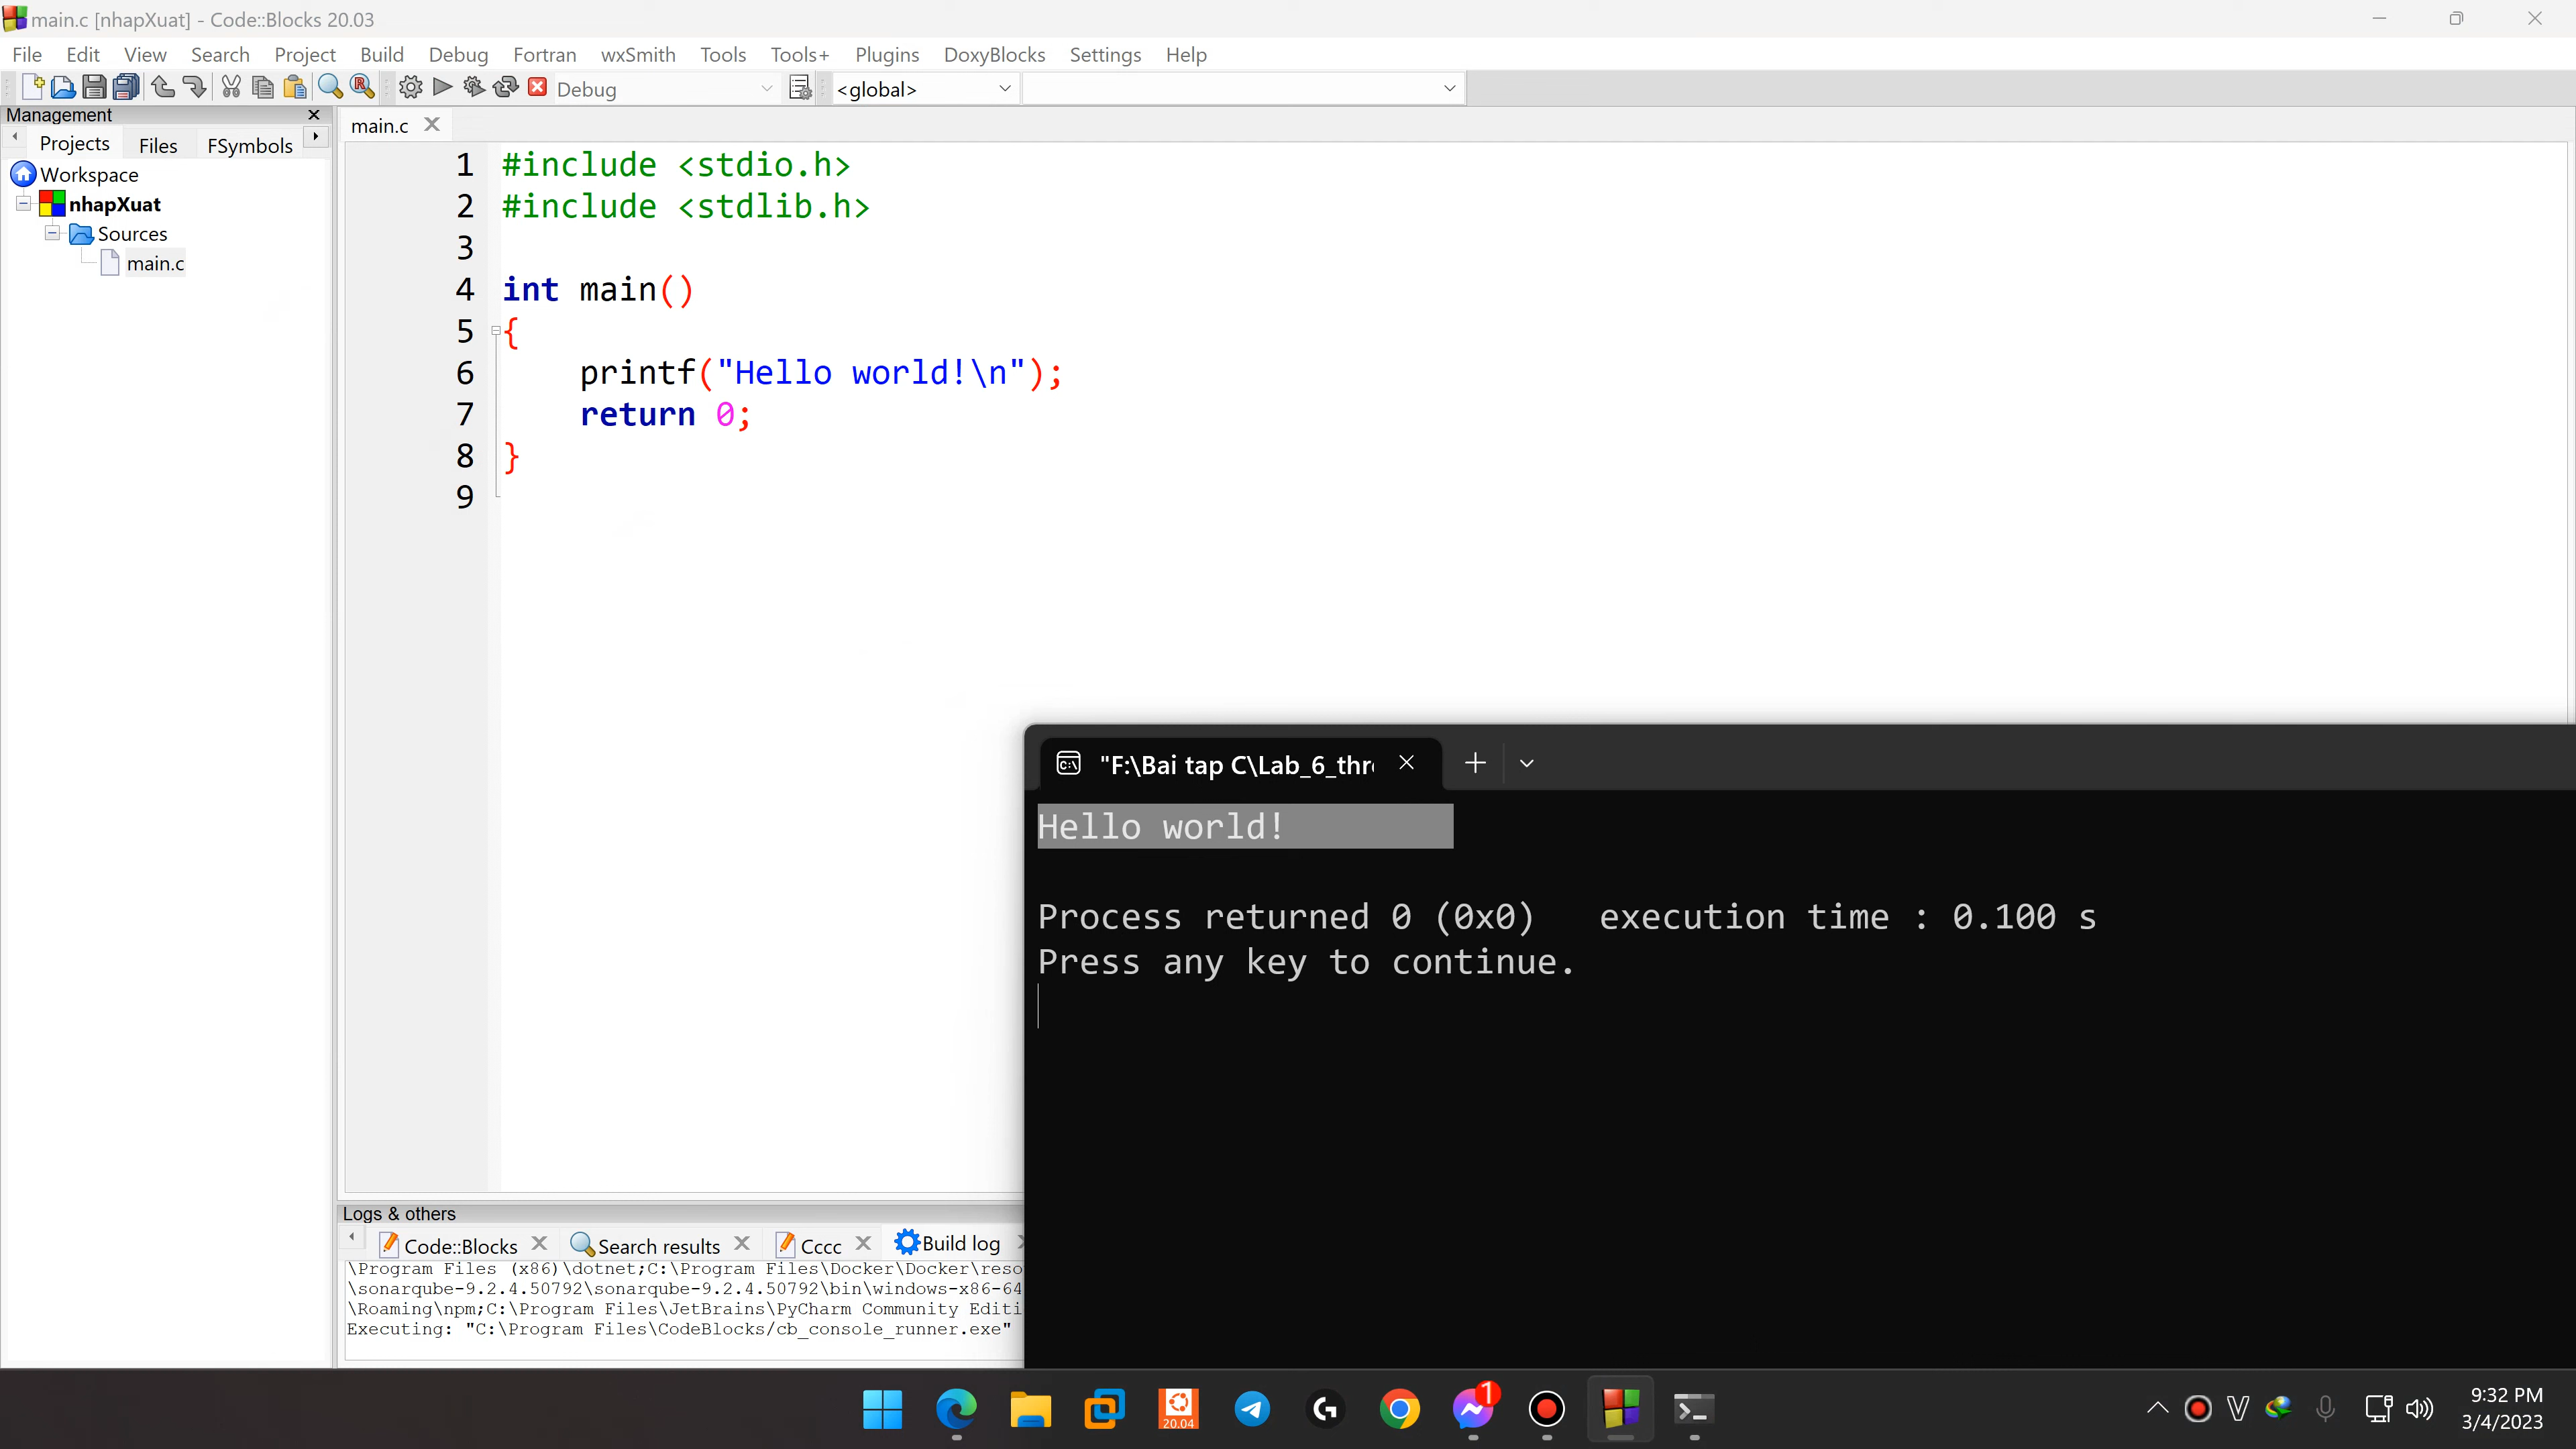 main.c [nhapXuat] - Code::Blocks 20.03
File Edit View Search Project Build Debug Fortran wxSmith Tools Tools+ Plugins DoxyBlocks Settings Help
Debug <global>
Management
Projects Files FSymbols
Workspace
nhapXuat
Sources
main.c
main.c
1 #include <stdio.h>
2 #include <stdlib.h>
3
4 int main()
5 {
6 printf("Hello world!\n");
7 return 0;
8 }
9
"F:\Bai tap C\Lab_6_thr
Hello world!
Process returned 0 (0x0) execution time : 0.100 s
Press any key to continue.
Logs & others
Code::Blocks Search results Cccc Build log
\Program Files (x86)\dotnet;C:\Program Files\Docker\Docker\reso
\sonarqube-9.2.4.50792\sonarqube-9.2.4.50792\bin\windows-x86-64
\Roaming\npm;C:\Program Files\JetBrains\PyCharm Community Editi
Executing: "C:\Program Files\CodeBlocks/cb_console_runner.exe"
20.04
1
9:32 PM
3/4/2023